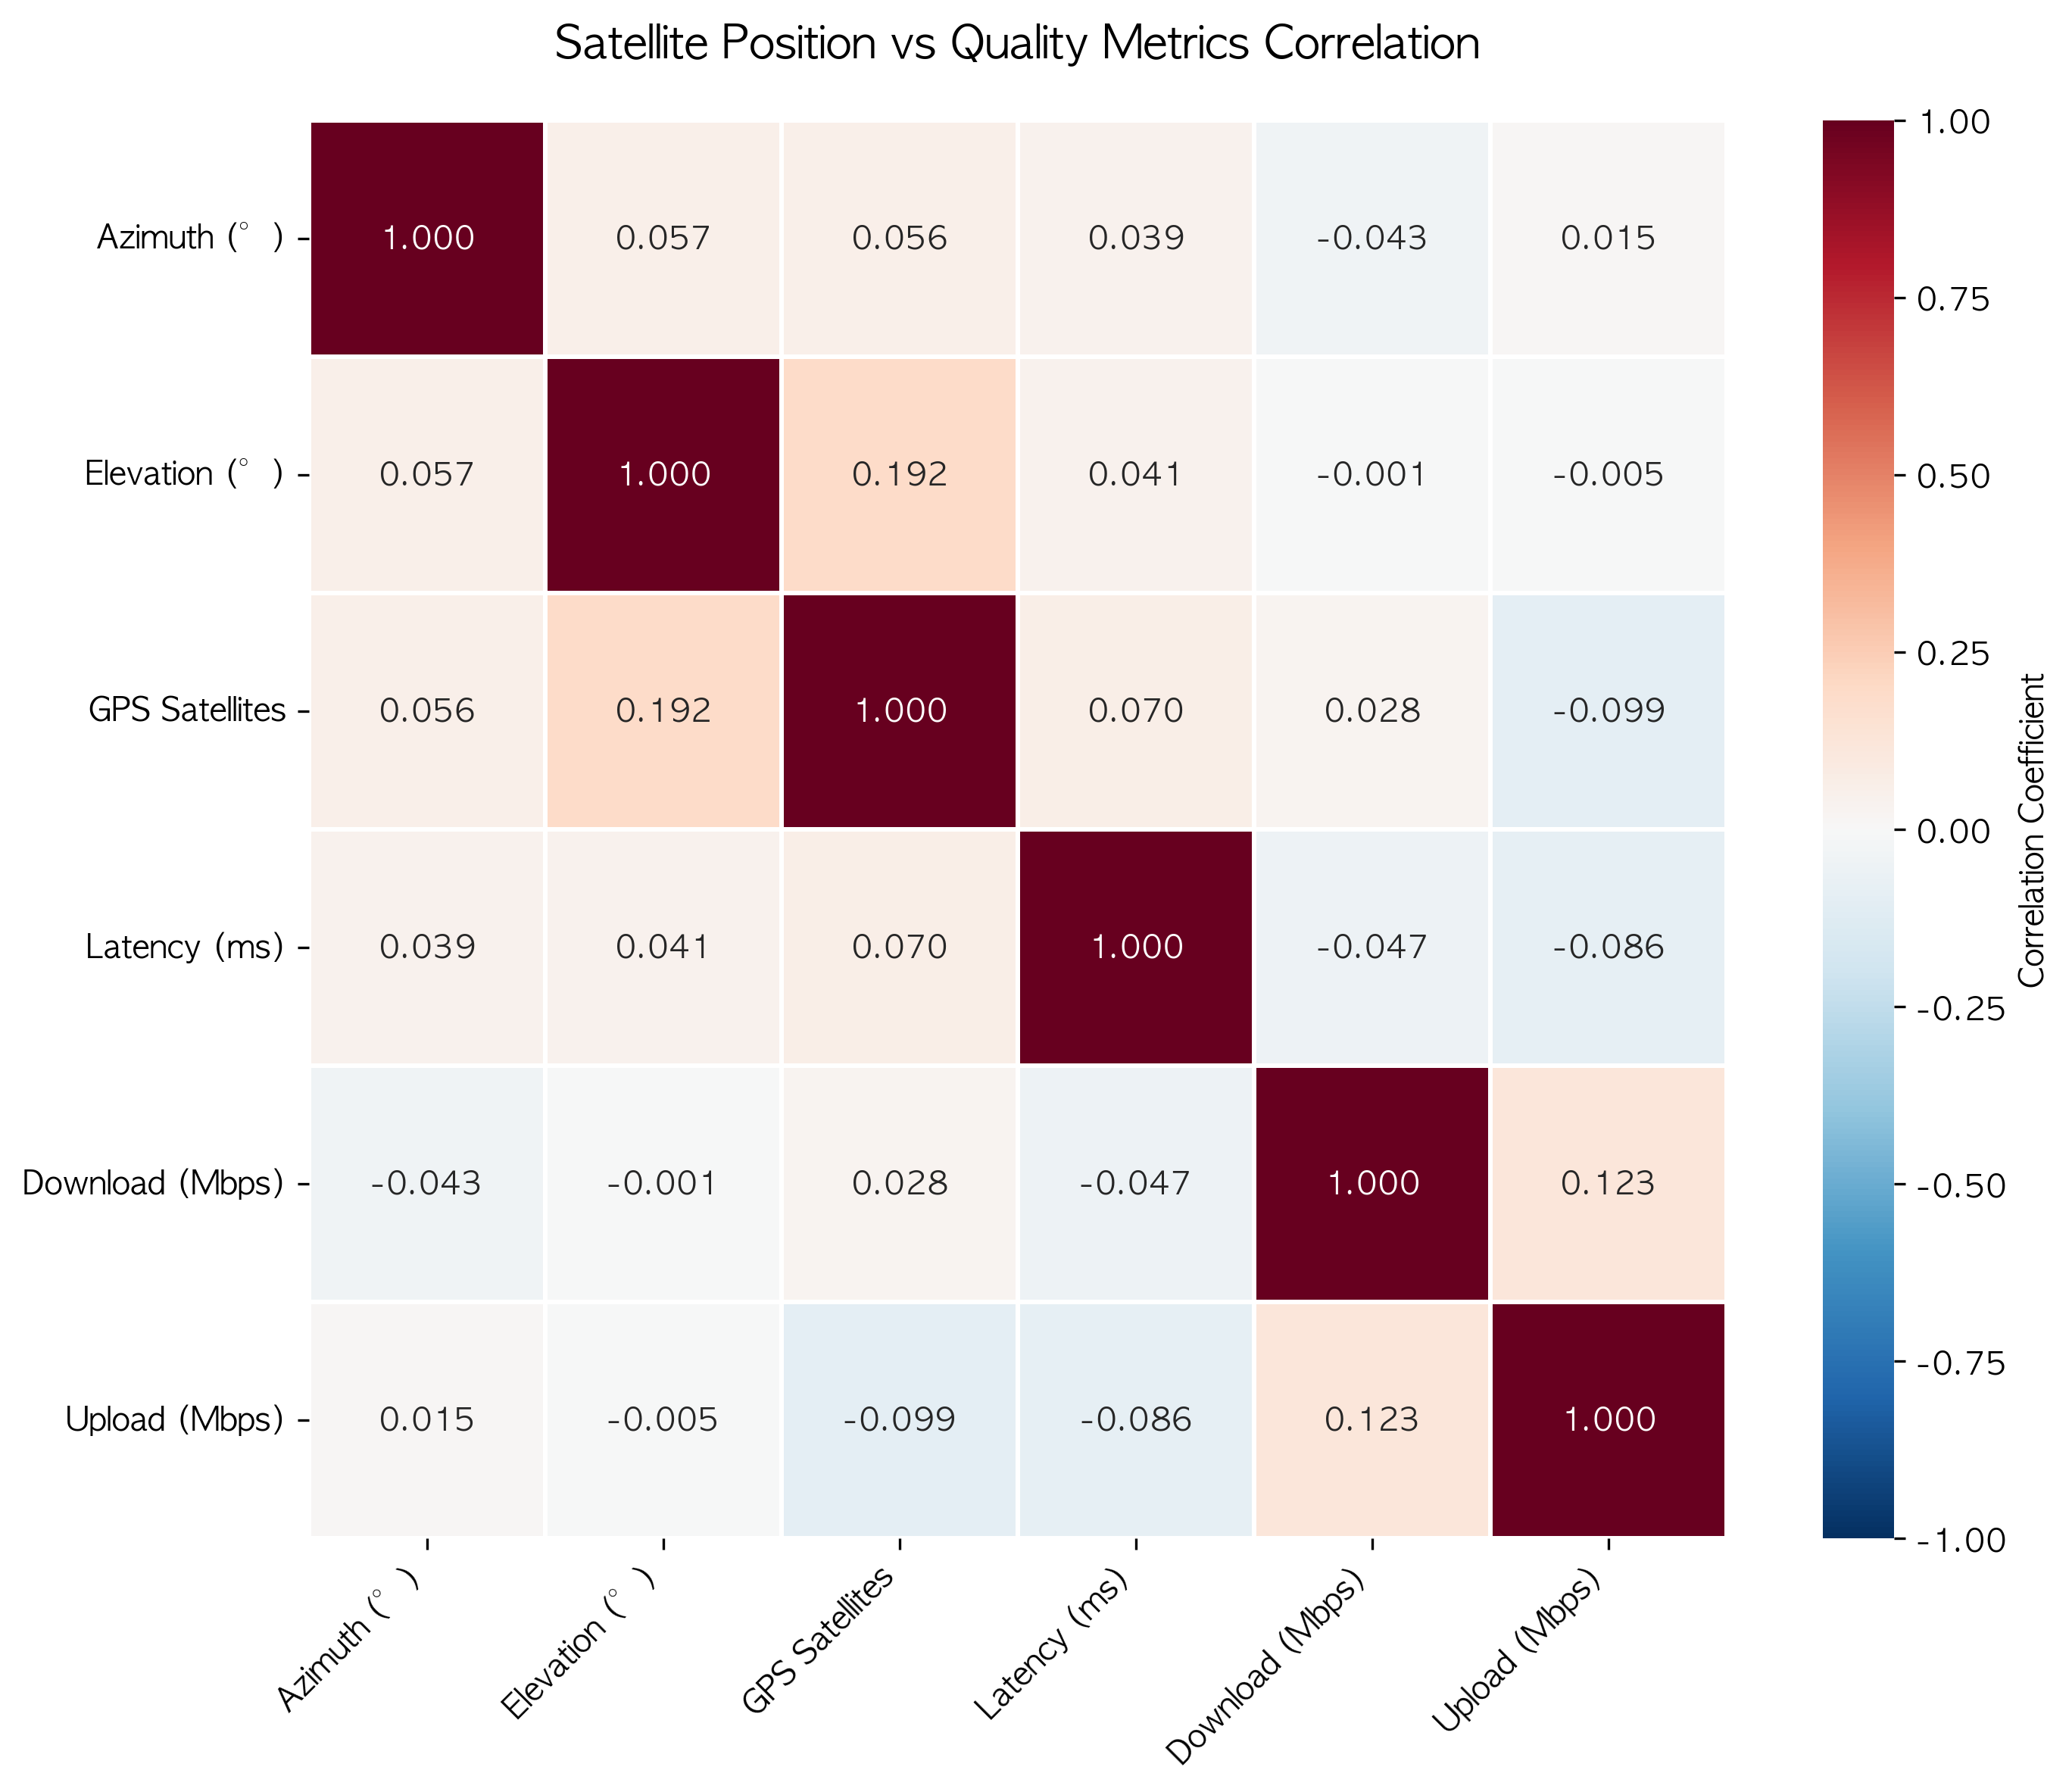 Satellite Position vs Quality Metrics Correlation
Azimuth (° ) 1.000 0.057 0.056 0.039 -0.043 0.015
Elevation (° ) 0.057 1.000 0.192 0.041 -0.001 -0.005
GPS Satellites 0.056 0.192 1.000 0.070 0.028 -0.099
Latency (ms) 0.039 0.041 0.070 1.000 -0.047 -0.086
Download (Mbps) -0.043 -0.001 0.028 -0.047 1.000 0.123
Upload (Mbps) 0.015 -0.005 -0.099 -0.086 0.123 1.000
Azimuth (° )
Elevation (° )
GPS Satellites
Latency (ms)
Download (Mbps)
Upload (Mbps)
1.00
0.75
0.50
0.25
0.00
-0.25
-0.50
-0.75
-1.00
Correlation Coefficient